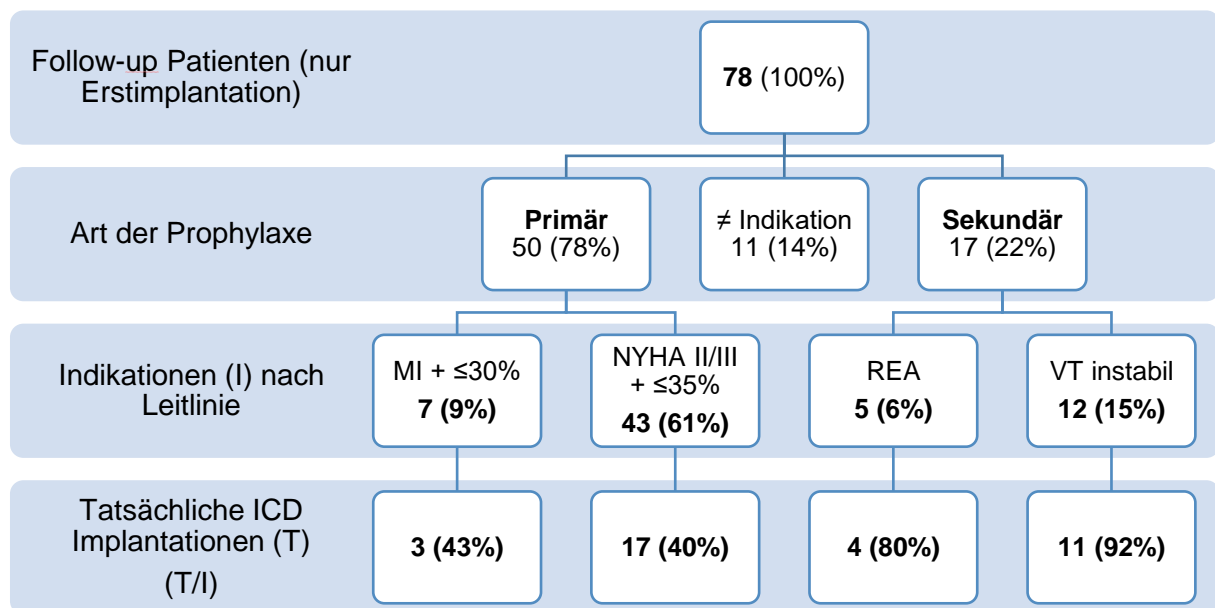 Follow-up Patienten (nur
Erstimplantation)
78 (100%)
Art der Prophylaxe
Primär
50 (78%)
≠ Indikation
11 (14%)
Sekundär
17 (22%)
Indikationen (I) nach
Leitlinie
MI + ≤30%
7 (9%)
NYHA II/III
+ ≤35%
43 (61%)
REA
5 (6%)
VT instabil
12 (15%)
Tatsächliche ICD
Implantationen (T)
(T/I)
3 (43%)
17 (40%)
4 (80%)
11 (92%)